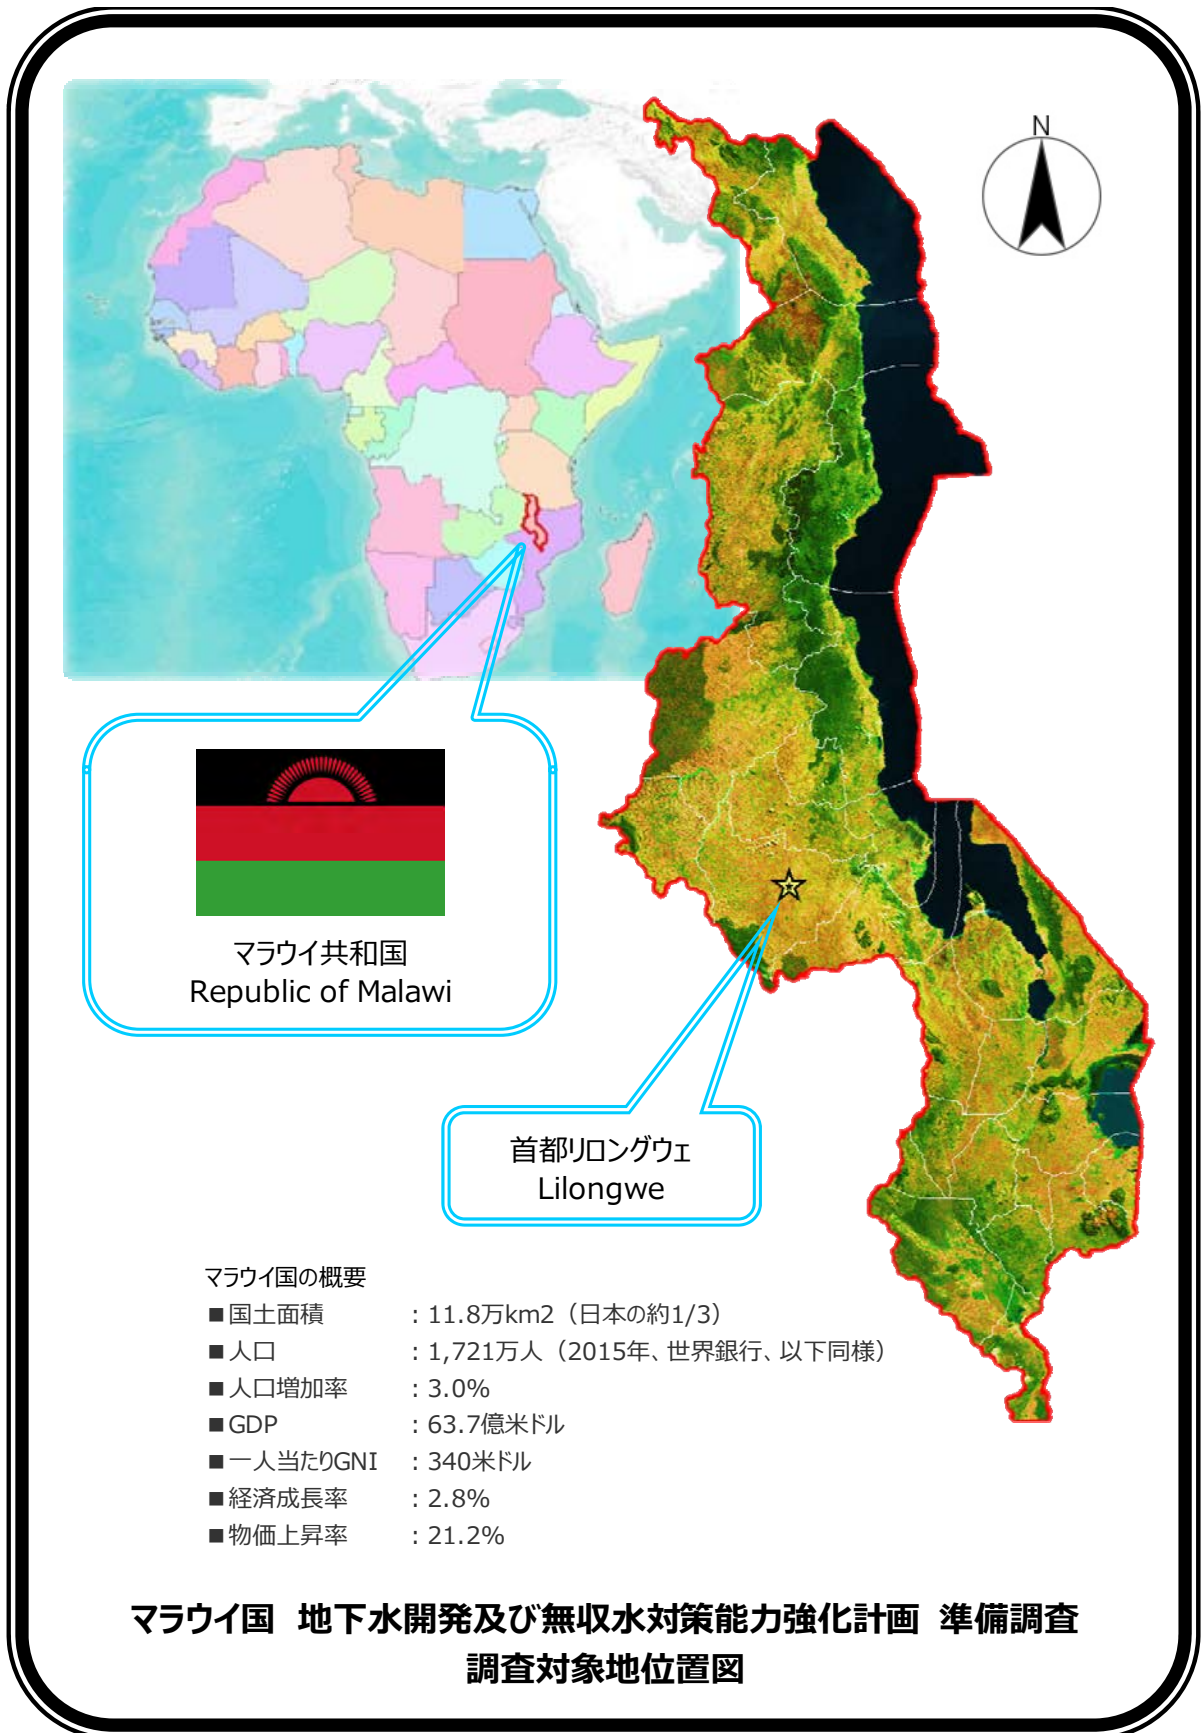 N
マラウイ共和国
Republic of Malawi
首都リロングウェ
Lilongwe
マラウイ国の概要
■国土面積 : 11.8万km2（日本の約1/3）
■人口 : 1,721万人（2015年、世界銀行、以下同様）
■人口増加率 : 3.0%
■GDP : 63.7億米ドル
■一人当たりGNI : 340米ドル
■経済成長率 : 2.8%
■物価上昇率 : 21.2%
マラウイ国 地下水開発及び無収水対策能力強化計画 準備調査
調査対象地位置図